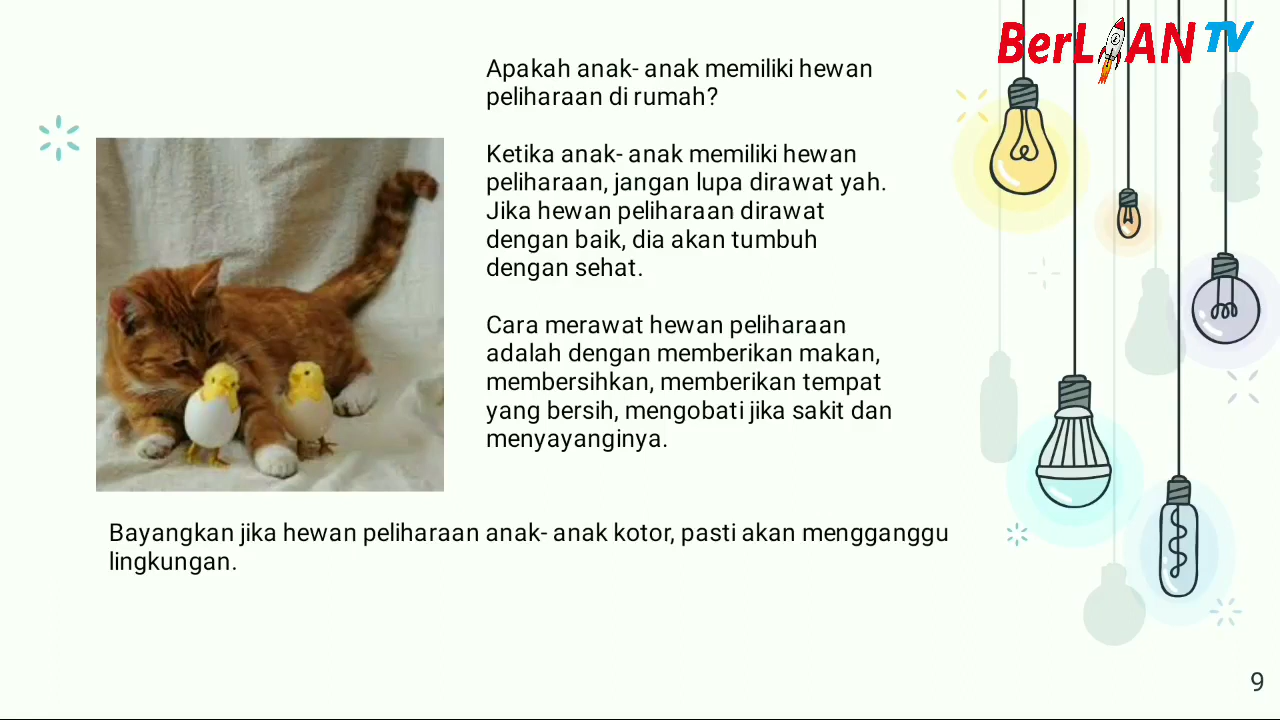 BerLIAN TV
Apakah anak- anak memiliki hewan
peliharaan di rumah?
Ketika anak- anak memiliki hewan
peliharaan, jangan lupa dirawat yah.
Jika hewan peliharaan dirawat
dengan baik, dia akan tumbuh
dengan sehat.
Cara merawat hewan peliharaan
adalah dengan memberikan makan,
membersihkan, memberikan tempat
yang bersih, mengobati jika sakit dan
menyayanginya.
Bayangkan jika hewan peliharaan anak- anak kotor, pasti akan mengganggu
lingkungan.
9